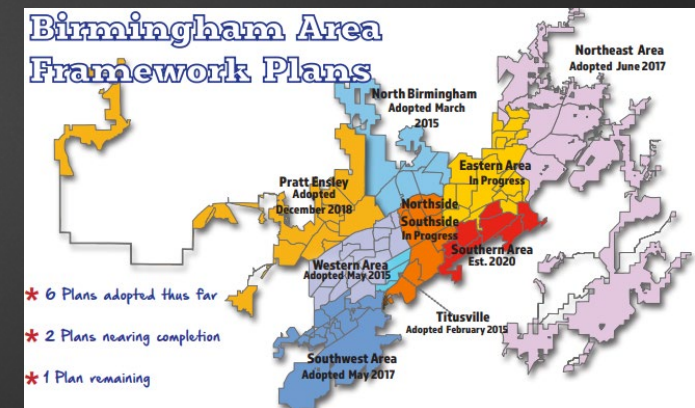 Birmingham Area
Framework Plans
Northeast Area
Adopted June 2017
North Birmingham
Adopted March
2015
Eastern Area
In Progress
Pratt Ensley
Adopted
December 2018
Northside
Southside
In Progress
Southern Area
Est. 2020
Western Area
Adopted May 2015
* 6 Plans adopted thus far
Titusville
Adopted February 2015
* 2 Plans nearing completion
Southwest Area
Adopted May 2017
* 1 Plan remaining